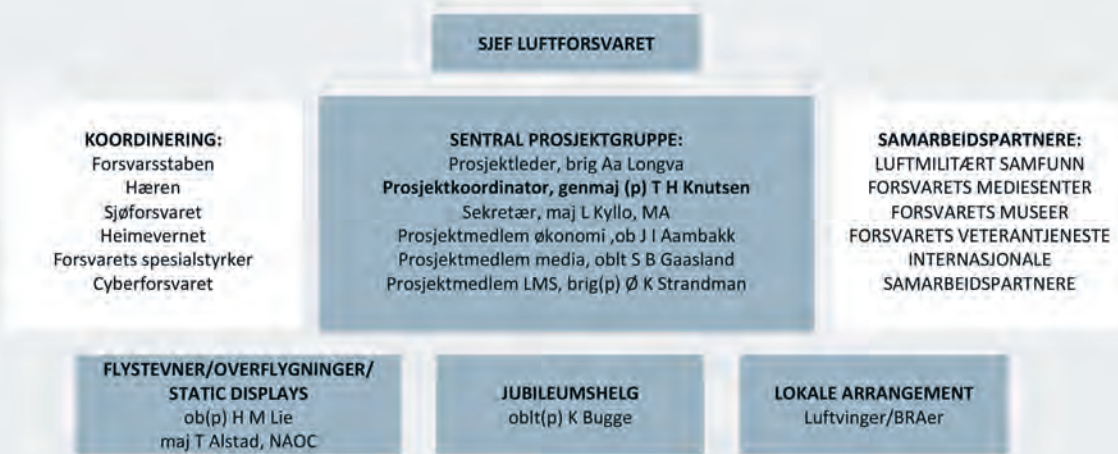 SJEF LUFTFORSVARET
KOORDINERING:
Forsvarsstaben
Hæren
Sjøforsvaret
Heimevernet
Forsvarets spesialstyrker
Cyberforsvaret
SENTRAL PROSJEKTGRUPPE:
Prosjektleder, brig Aa Longva
Prosjektkoordinator, genmaj (p) T H Knutsen
Sekretær, maj L Kyllo, MA
Prosjektmedlem økonomi ,ob J I Aambakk
Prosjektmedlem media, oblt S B Gaasland
Prosjektmedlem LMS, brig(p) Ø K Strandman
SAMARBEIDSPARTNERE:
LUFTMILITÆRT SAMFUNN
FORSVARETS MEDIESENTER
FORSVARETS MUSEER
FORSVARETS VETERANTJENESTE
INTERNASJONALE
SAMARBEIDSPARTNERE
FLYSTEVNER/OVERFLYGNINGER/
STATIC DISPLAYS
ob(p) H M Lie
maj T Alstad, NAOC
JUBILEUMSHELG
oblt(p) K Bugge
LOKALE ARRANGEMENT
Luftvinger/BRAer